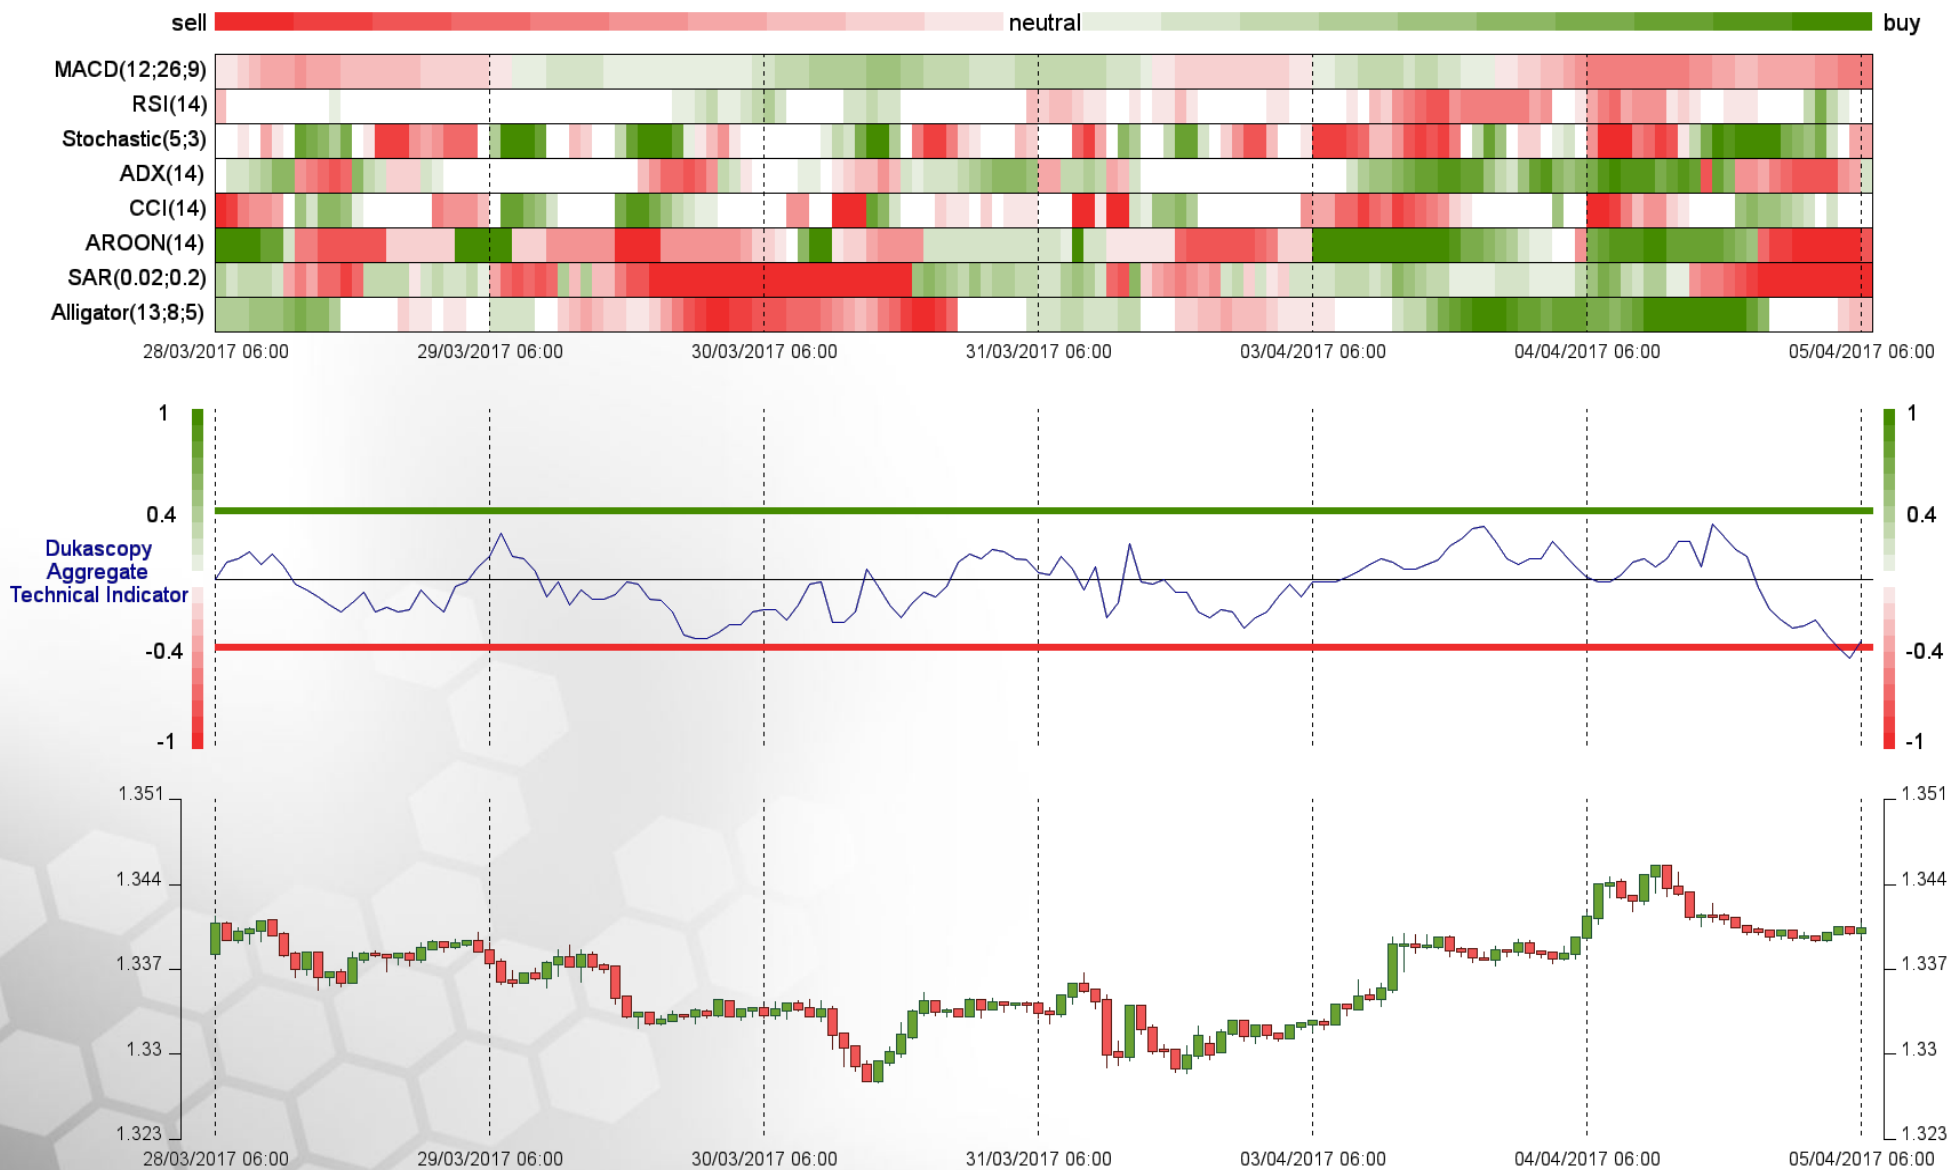 sell neutral buy
MACD(12;26;9)
RSI(14)
Stochastic(5;3)
ADX(14)
CCI(14)
AROON(14)
SAR(0.02;0.2)
Alligator(13;8;5)
28/03/2017 06:00 29/03/2017 06:00 30/03/2017 06:00 31/03/2017 06:00 03/04/2017 06:00 04/04/2017 06:00 05/04/2017 06:00
1 1
0.4 0.4
Dukascopy
Aggregate
Technical Indicator
-0.4 -0.4
-1 -1
1.351 1.351
1.344 1.344
1.337 1.337
1.33 1.33
1.323 1.323
28/03/2017 06:00 29/03/2017 06:00 30/03/2017 06:00 31/03/2017 06:00 03/04/2017 06:00 04/04/2017 06:00 05/04/2017 06:00